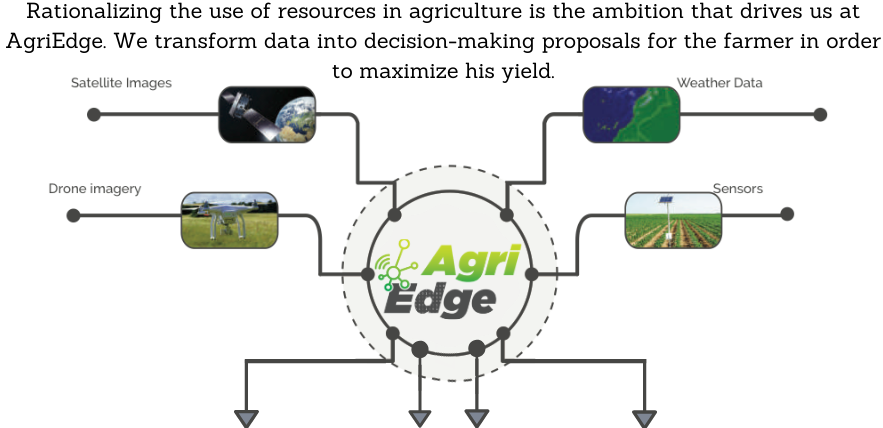 Rationalizing the use of resources in agriculture is the ambition that drives us at
AgriEdge. We transform data into decision-making proposals for the farmer in order
to maximize his yield.
Satellite Images
Weather Data
Drone imagery
Sensors
Agri
Edge